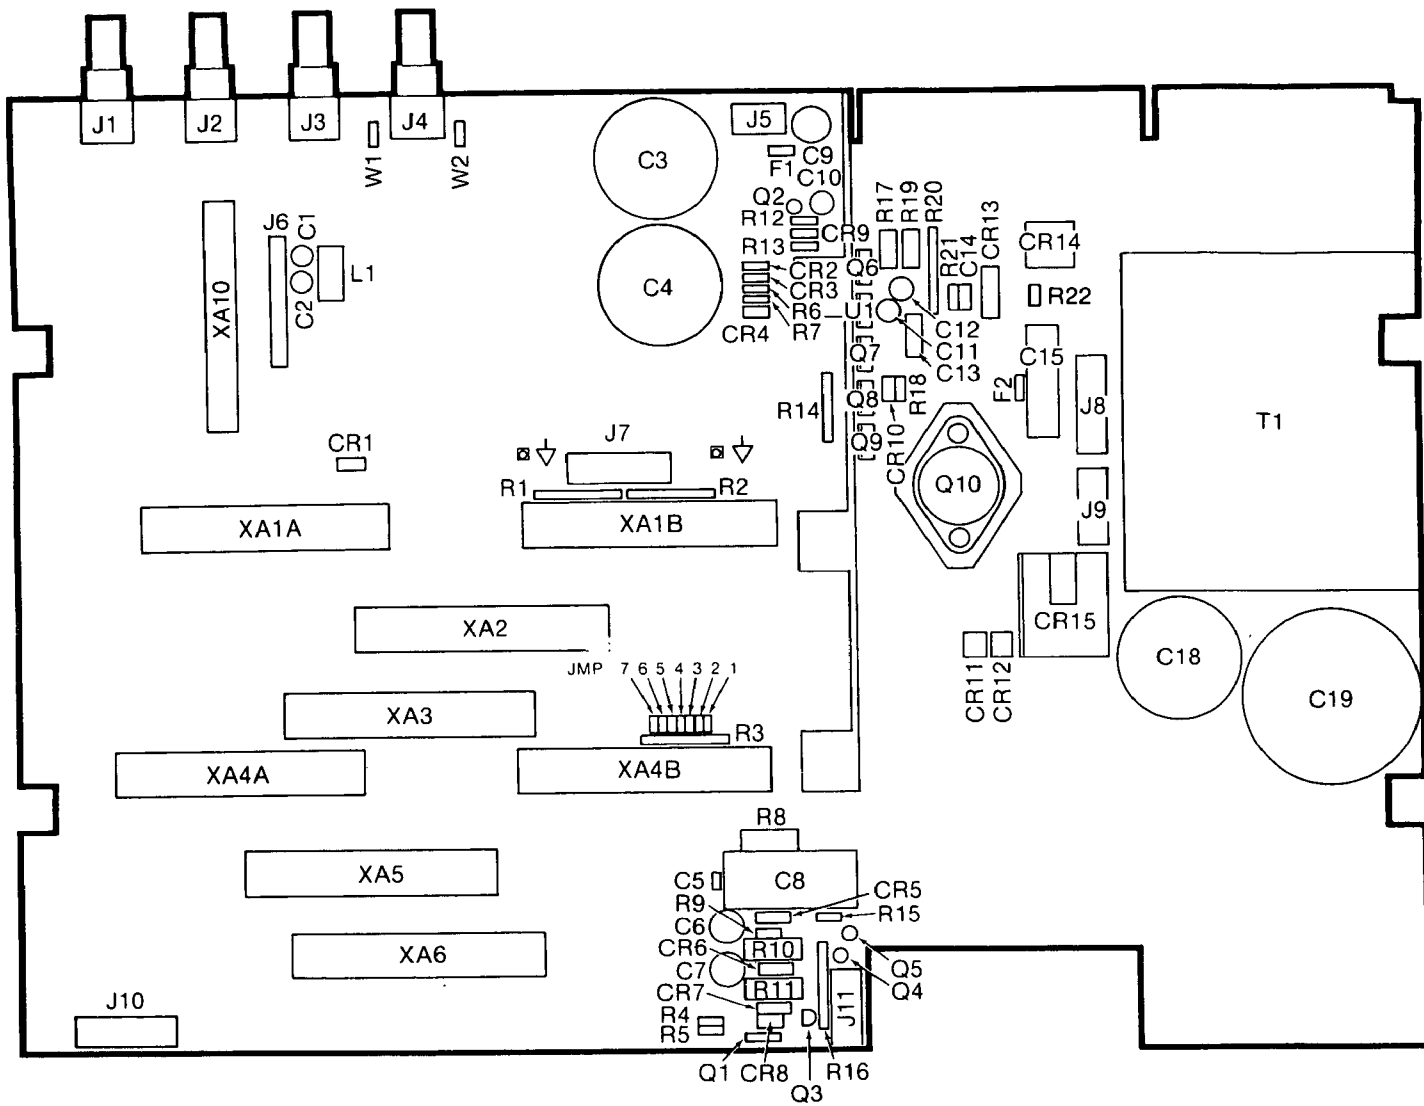 J1
J2
J3
J4
W1
W2
C3
J5
F1
C9
C10
Q2
R12
R13
CR9
J6
C1
C2
L1
XA10
C4
CR2
CR3
R6
R7
CR4
Q6
U1
Q7
Q8
Q9
R17
R19
R20
R21
C14
CR13
CR14
R22
C12
C11
C13
C15
F2
R18
CR10
J8
T1
R14
CR1
J7
R1
R2
Q10
J9
XA1A
XA1B
XA2
CR15
CR11
CR12
C18
C19
JMP 7 6 5 4 3 2 1
XA3
R3
XA4A
XA4B
R8
XA5
C5
C8
CR5
R9
R15
C6
R10
CR6
XA6
Q5
C7
Q4
R11
CR7
J10
R4
R5
D
J11
Q1
CR8
Q3
R16